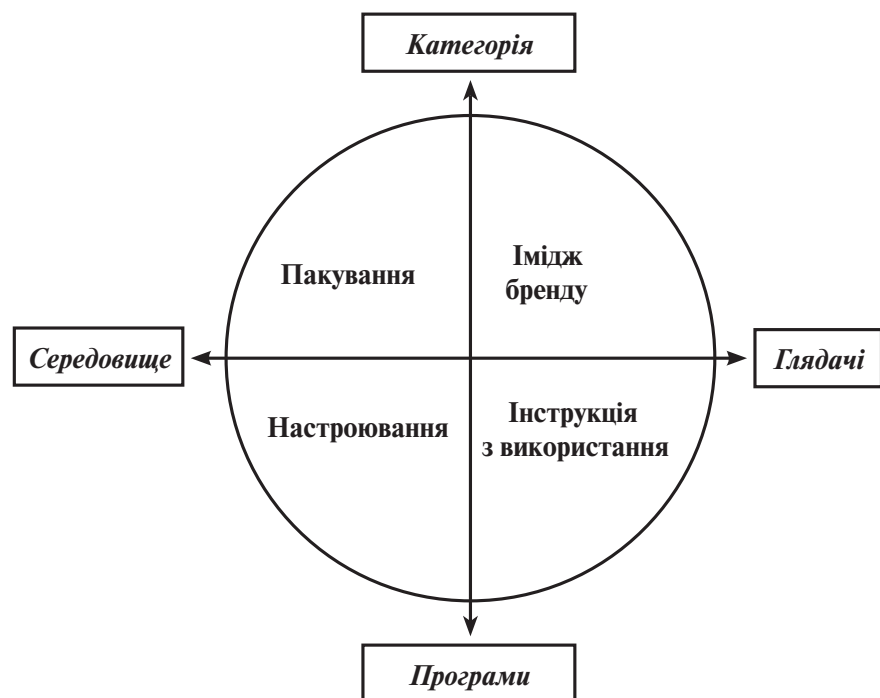 Категорія
Пакування
Імідж
бренду
Середовище
Глядачі
Настроювання
Інструкція
з використання
Програми